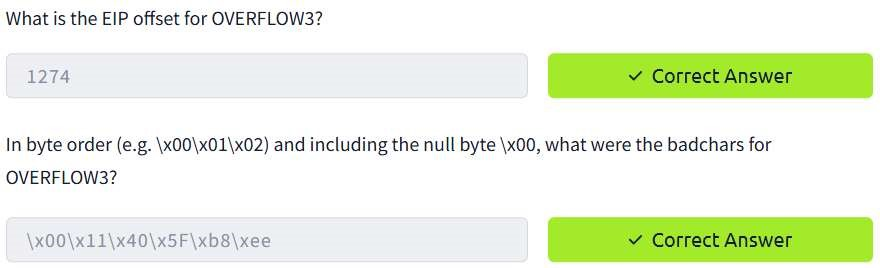 What is the EIP offset for OVERFLOW3?
1274
✓ Correct Answer
In byte order (e.g. \x00\x01\x02) and including the null byte \x00, what were the badchars for
OVERFLOW3?
\x00\x11\x40\x5F\xb8\xee
✓ Correct Answer